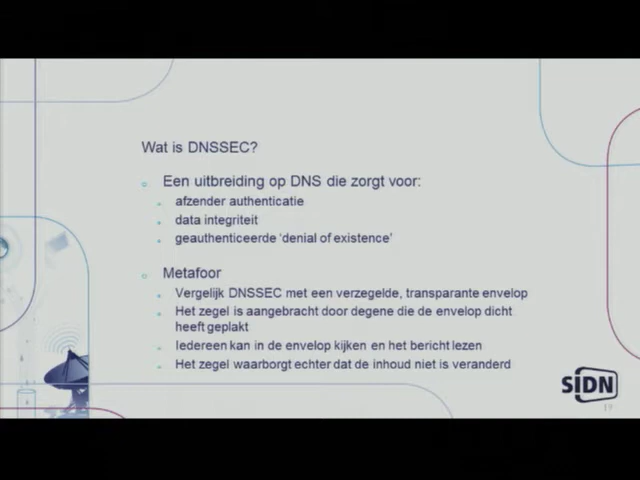 Wat is DNSSEC?
Een uitbreiding op DNS die zorgt voor:
afzender authenticatie
data integriteit
geauthenticeerde 'denial of existence'
Metafoor
Vergelijk DNSSEC met een verzegelde, transparante envelop
Het zegel is aangebracht door degene die de envelop dicht
heeft geplakt
Iedereen kan in de envelop kijken en het bericht lezen
Het zegel waarborgt echter dat de inhoud niet is veranderd
SIDN